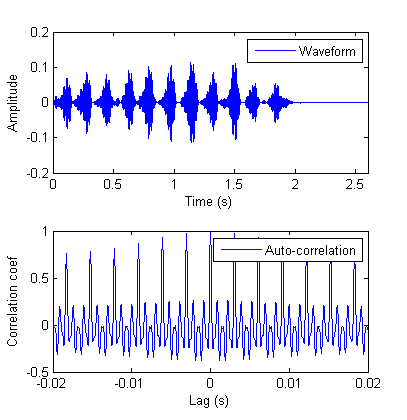 0.2
0.1
0
-0.1
-0.2
Amplitude
Waveform
0 0.5 1 1.5 2 2.5
Time (s)
1
0.5
0
-0.5
Correlation coef
Auto-correlation
-0.02 -0.01 0 0.01 0.02
Lag (s)